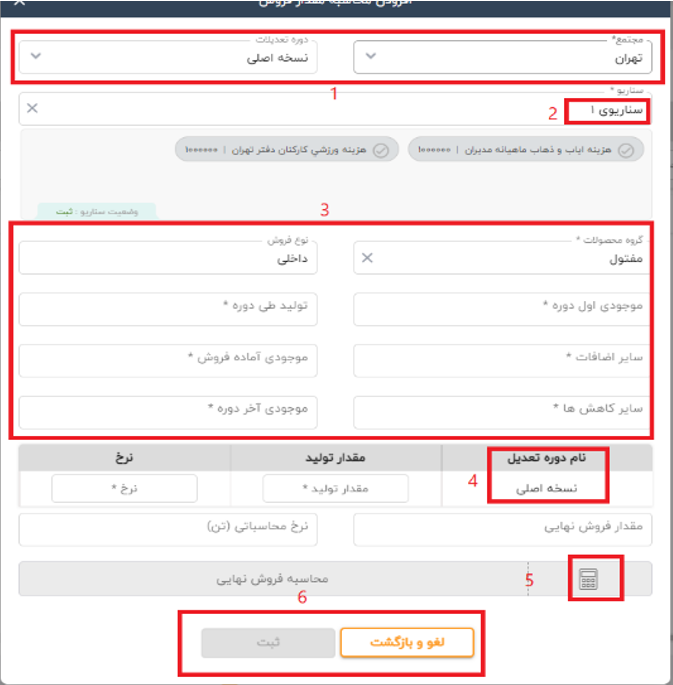 افزودن محاسبه مقدار فروش
مجتمع* دوره تعدیلات
تهران نسخه اصلی
1
سناریو *
سناریوی ۱ 2
هزینه ایاب و ذهاب ماهیانه مدیران | ۱۰۰۰۰۰۰ هزینه ورزشي کارکنان دفتر تهران | ۱۰۰۰۰۰۰
وضعیت سناریو : ثبت
3
گروه محصولات * نوع فروش
مفتول داخلی
موجودی اول دوره * تولید طی دوره *
سایر اضافات * موجودی آماده فروش *
سایر کاهش ها * موجودی آخر دوره *
نام دوره تعدیل مقدار تولید نرخ
4
نسخه اصلی مقدار تولید * نرخ *
مقدار فروش نهایی نرخ محاسباتی (تن)
5 محاسبه فروش نهایی
6
لغو و بازگشت ثبت